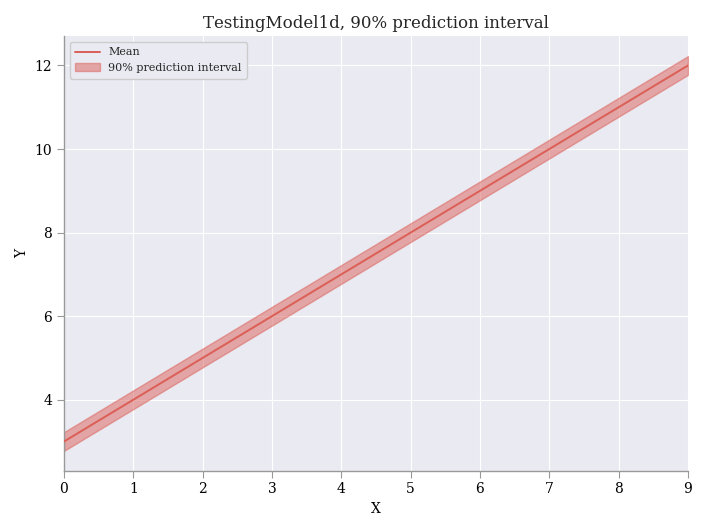 TestingModel1d, 90% prediction interval
Mean
90% prediction interval
12
10
8
6
4
Y
0 1 2 3 4 5 6 7 8 9
X